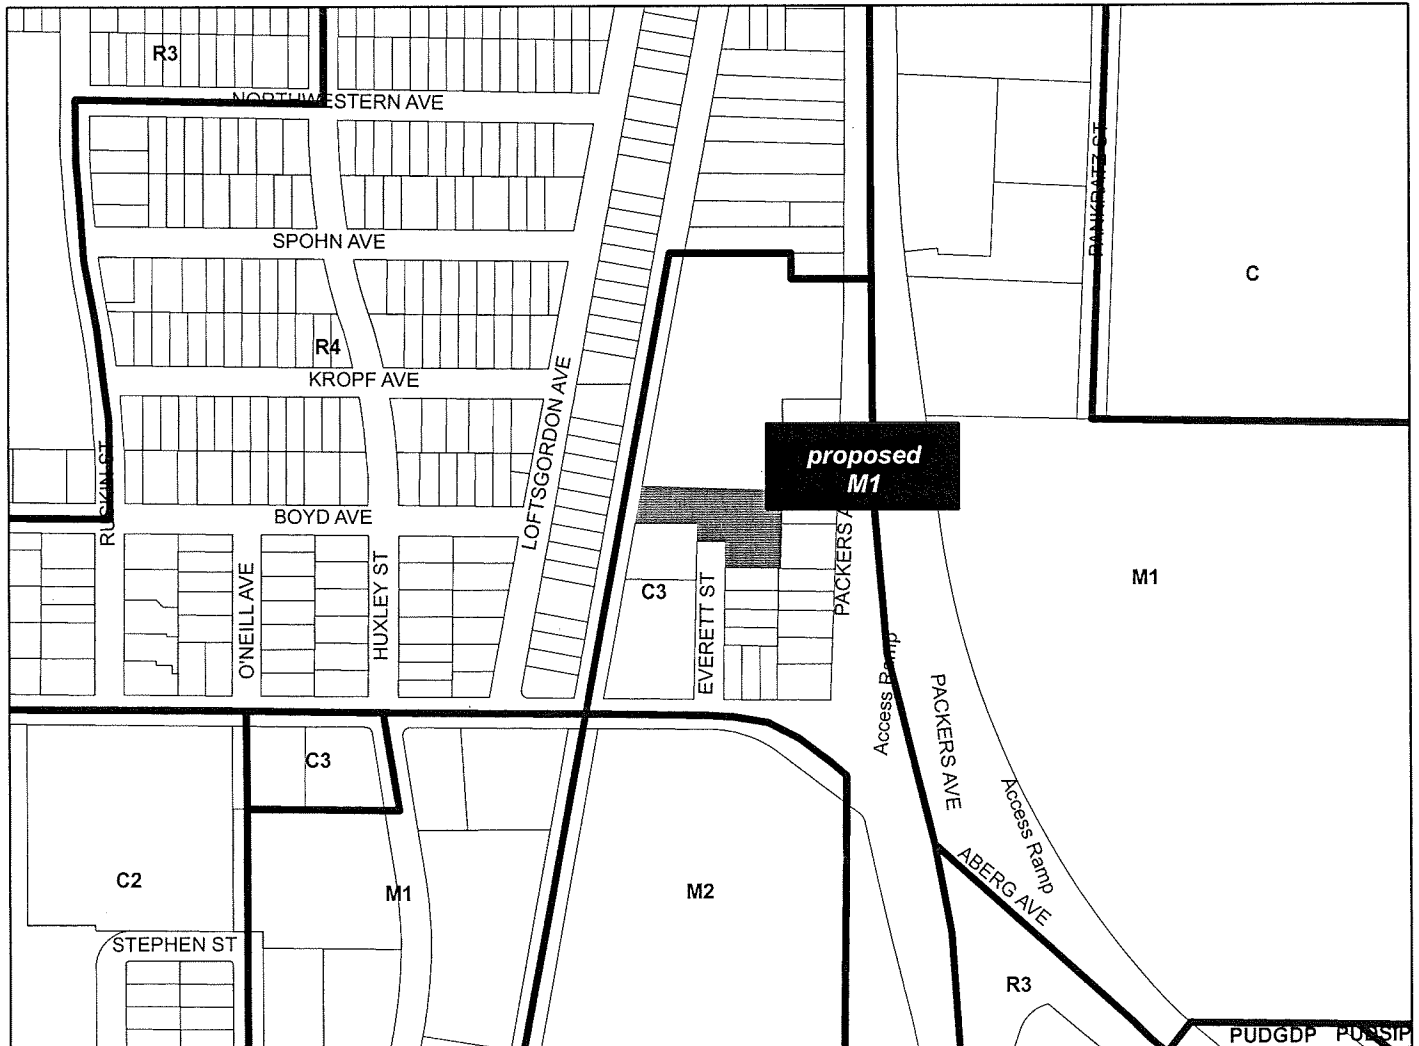 R3
NORTHWESTERN AVE
PANKRATZ ST
SPOHN AVE
C
R4
KROPF AVE
LOFTSGORDON AVE
proposed
M1
RUSKIN ST
BOYD AVE
PACKERS A
O'NEILL AVE
HUXLEY ST
C3
EVERETT ST
M1
Access Ramp
PACKERS AVE
C3
Access Ramp
C2
M1
M2
ABERG AVE
STEPHEN ST
R3
PUDGDP
PUDSIP